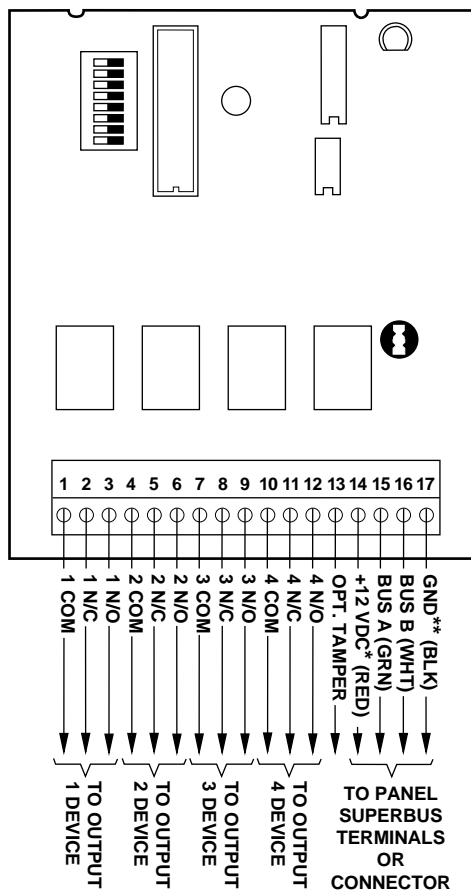 1 2 3 4 5 6 7 8 9 10 11 12 13 14 15 16 17
1 COM
1 N/C
1 N/O
2 COM
2 N/C
2 N/O
3 COM
3 N/C
3 N/O
4 COM
4 N/C
4 N/O
OPT. TAMPER
+12 VDC* (RED)
BUS A (GRN)
BUS B (WHT)
GND** (BLK)
TO OUTPUT
1 DEVICE
TO OUTPUT
2 DEVICE
TO OUTPUT
3 DEVICE
TO OUTPUT
4 DEVICE
TO PANEL
SUPERBUS
TERMINALS
OR
CONNECTOR